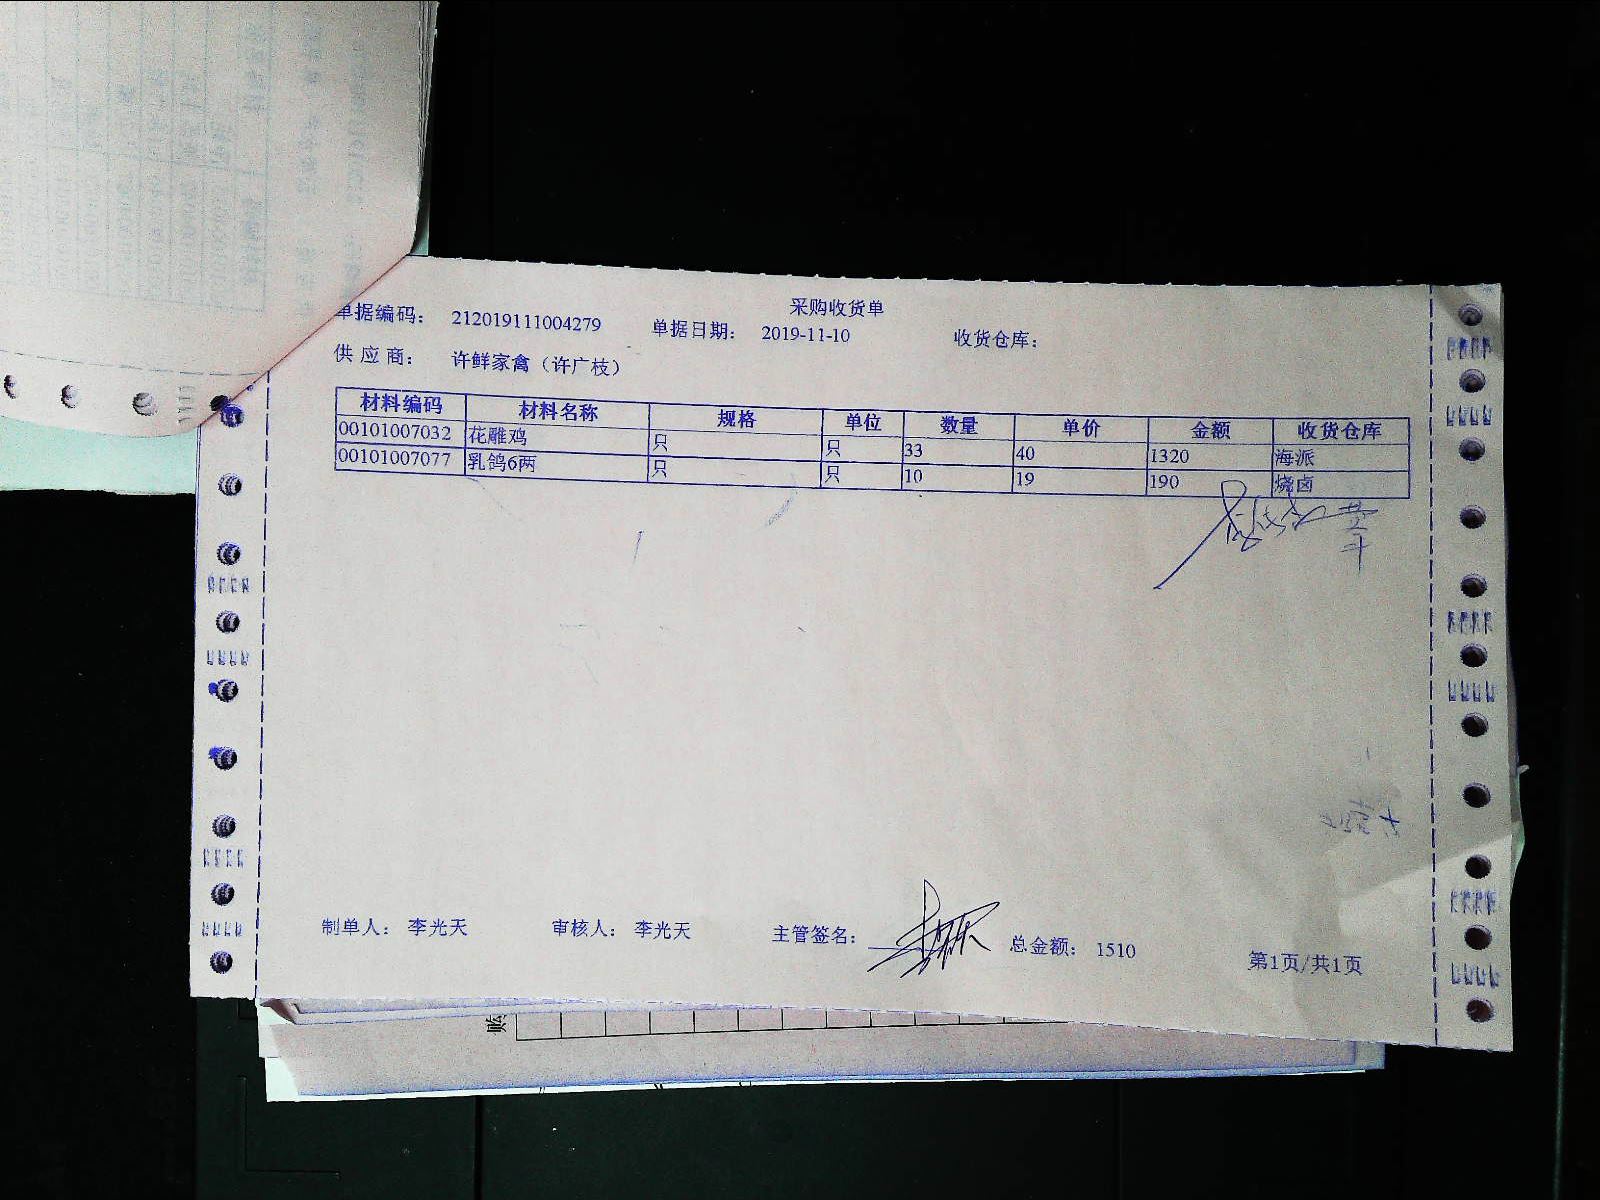 采购收货单
单据编码： 212019111004279 单据日期： 2019-11-10 收货仓库：
供应商： 许鲜家禽（许广枝）
材料编码 材料名称 规格 单位 数量 单价 金额 收货仓库
00101007032 花雕鸡 只 只 33 40 1320 海派
00101007077 乳鸽6两 只 只 10 19 190 烧卤
制单人： 李光天 审核人： 李光天 主管签名： 总金额： 1510
第1页/共1页
购